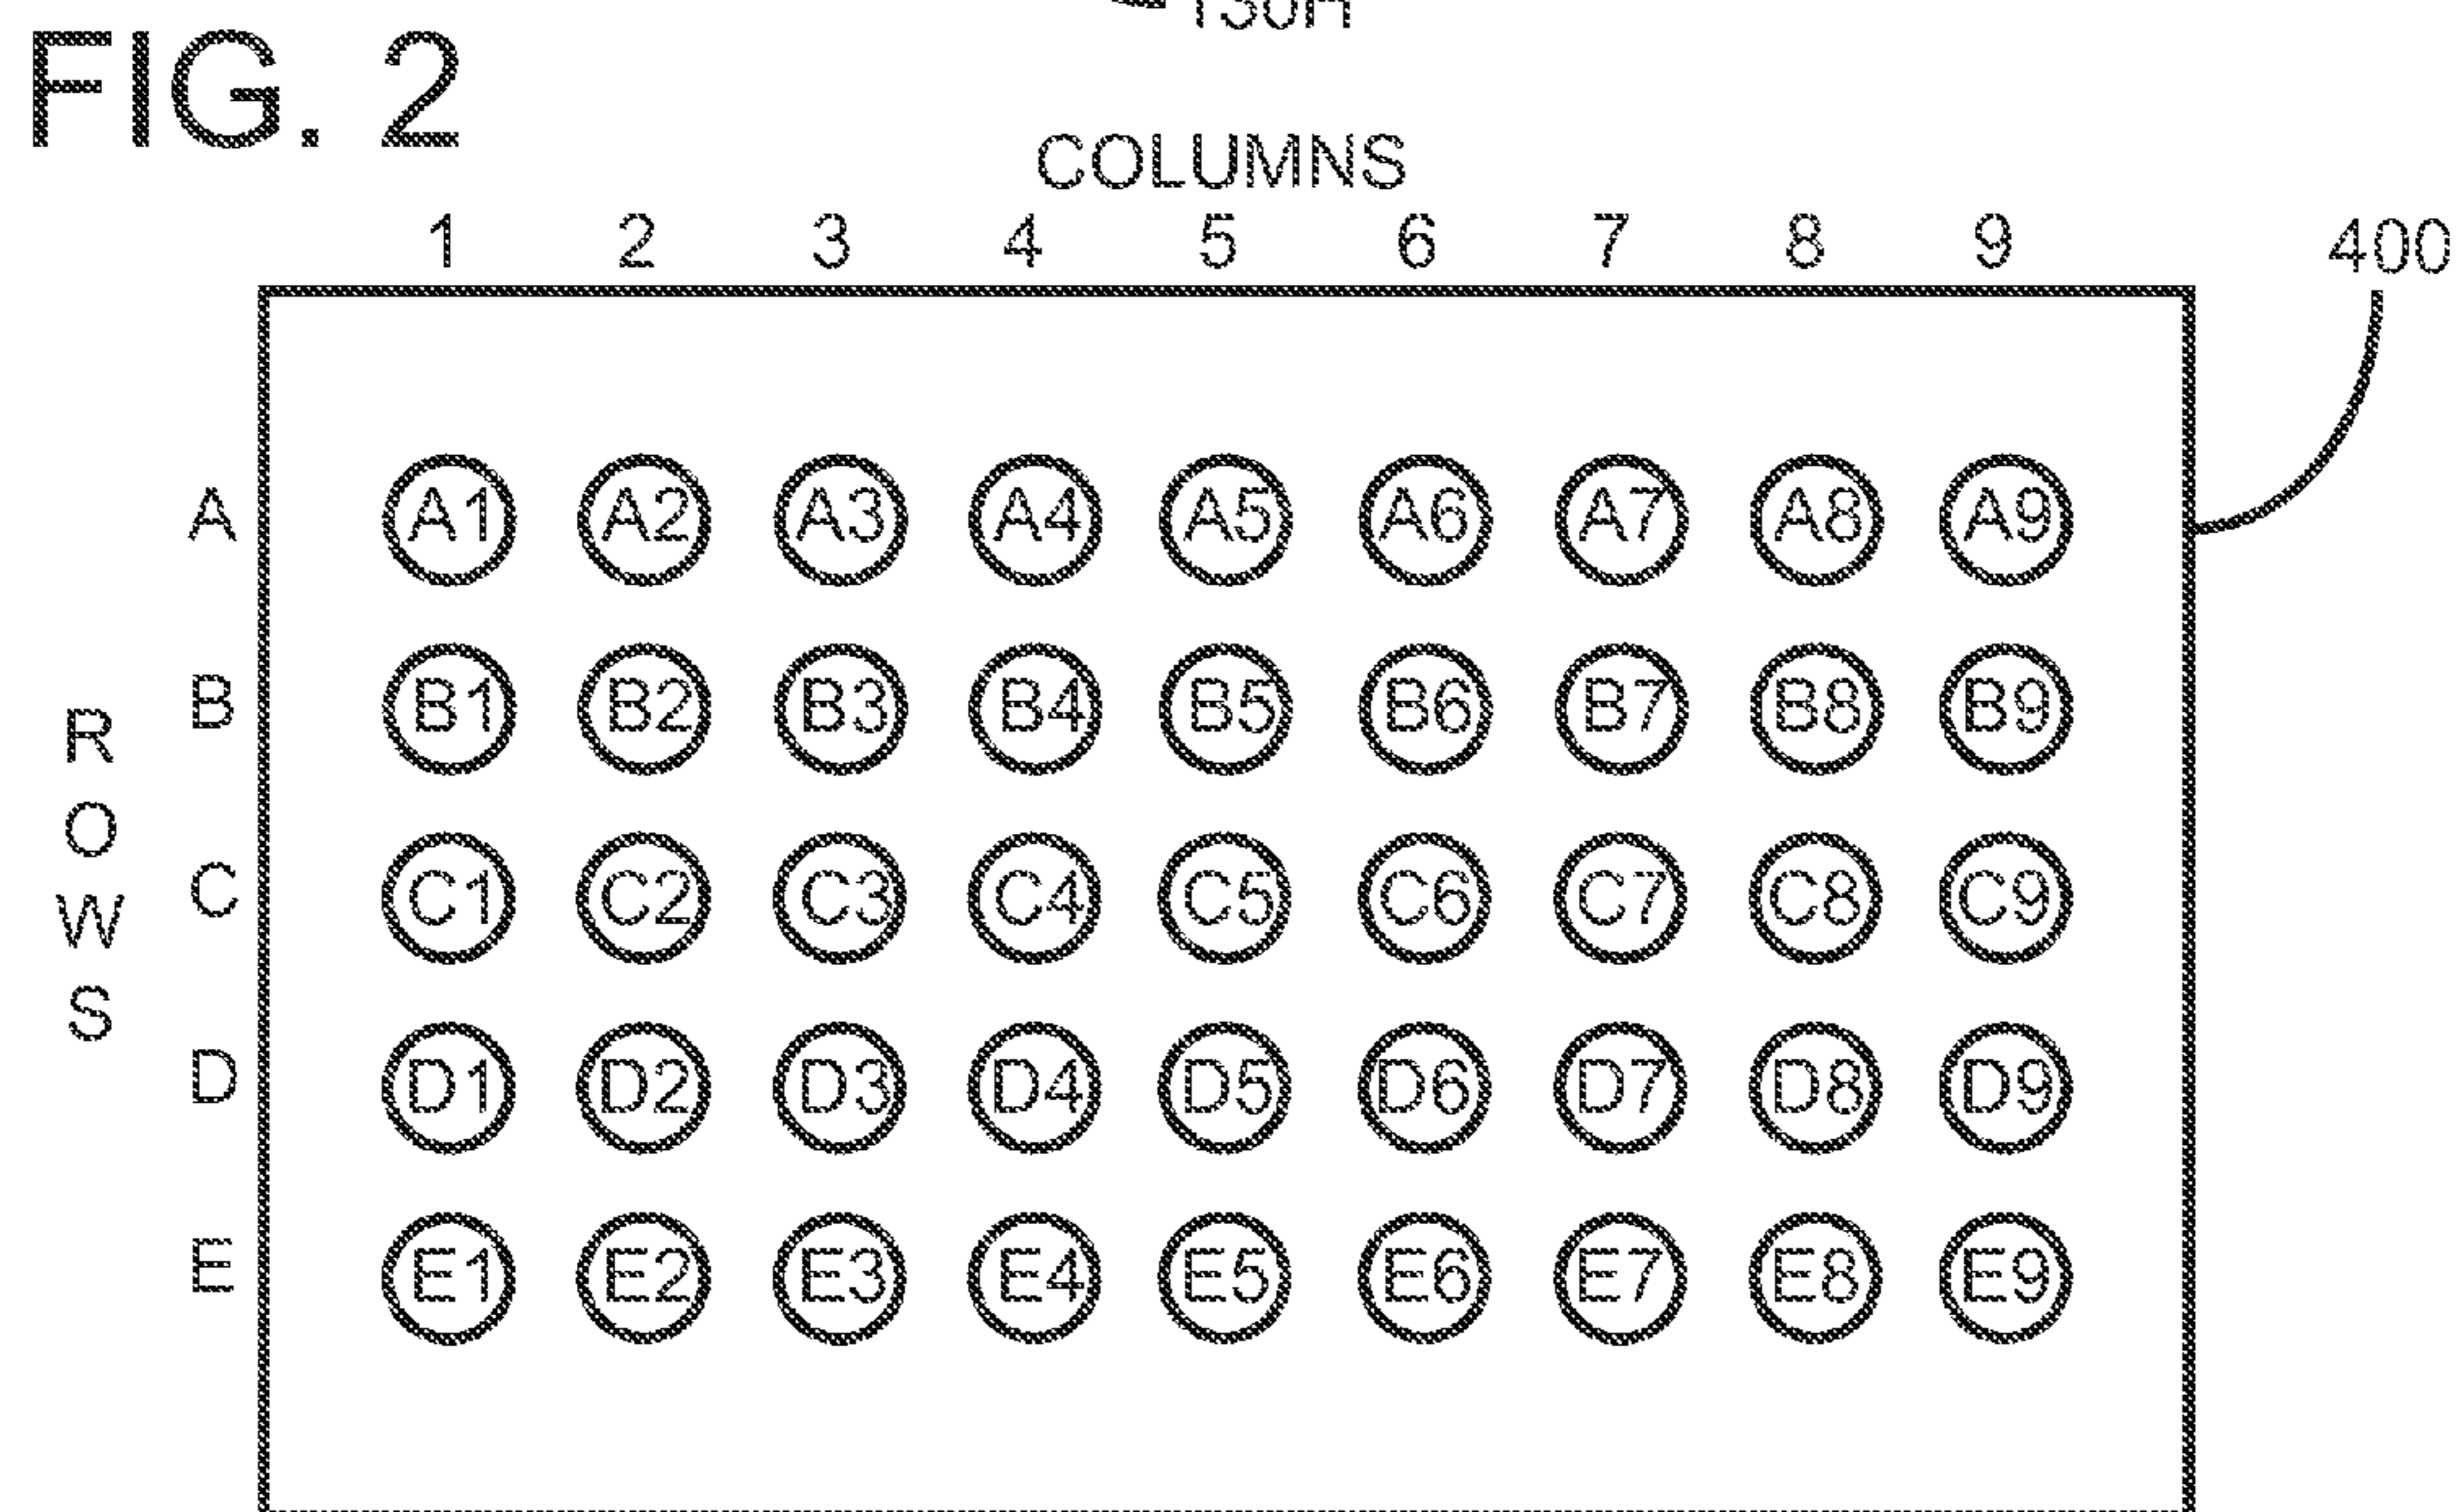 130H
FIG. 2
COLUMNS
1 2 3 4 5 6 7 8 9
400
A A1 A2 A3 A4 A5 A6 A7 A8 A9
B B1 B2 B3 B4 B5 B6 B7 B8 B9
C C1 C2 C3 C4 C5 C6 C7 C8 C9
D D1 D2 D3 D4 D5 D6 D7 D8 D9
E E1 E2 E3 E4 E5 E6 E7 E8 E9
ROWS